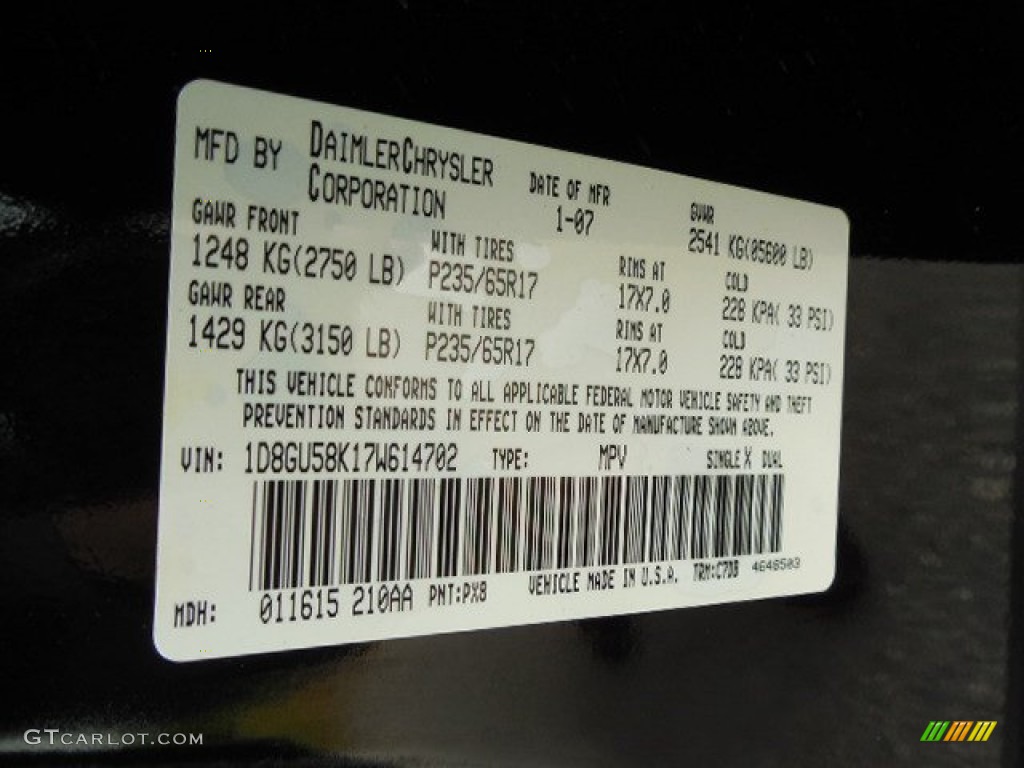 MFD BY DAIMLERCHRYSLER CORPORATION
DATE OF MFR
1-07
GVWR
2541 KG(05600 LB)
GAWR FRONT
1248 KG(2750 LB)
WITH TIRES
P235/65R17
RIMS AT
17X7.0
COLD
228 KPA( 33 PSI)
GAWR REAR
1429 KG(3150 LB)
WITH TIRES
P235/65R17
RIMS AT
17X7.0
COLD
228 KPA( 33 PSI)
THIS VEHICLE CONFORMS TO ALL APPLICABLE FEDERAL MOTOR VEHICLE SAFETY AND THEFT
PREVENTION STANDARDS IN EFFECT ON THE DATE OF MANUFACTURE SHOWN ABOVE.
VIN: 1D8GU58K17W614702 TYPE: MPV SINGLE X DUAL
MDH: 011615 210AA PNT:PX8 VEHICLE MADE IN U.S.A. TRM:C7DB 4648503
GTCARLOT.COM